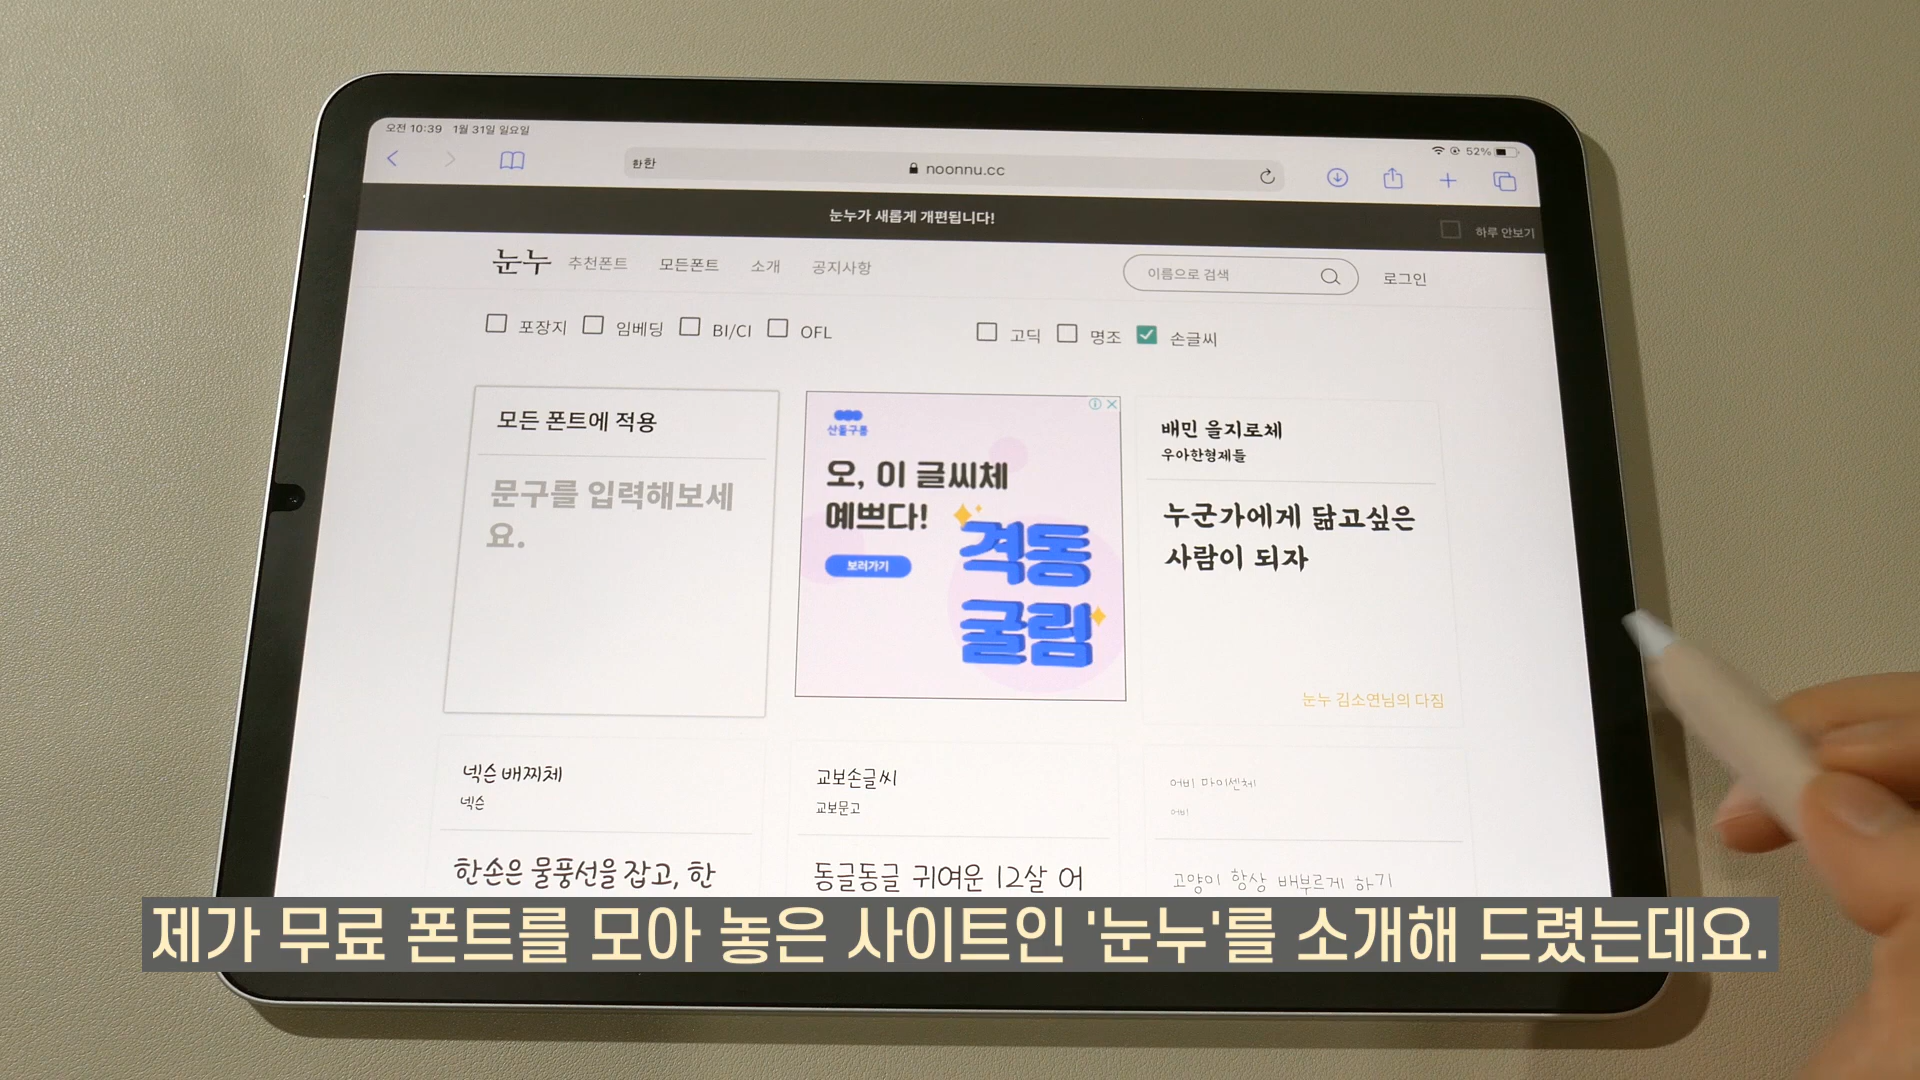 오전 10:39 1월 31일 일요일
52%
한한
noonnu.cc
눈누가 새롭게 개편됩니다!
하루 안보기
눈누 추천폰트 모든폰트 소개 공지사항
이름으로 검색
로그인
포장지 임베딩 BI/CI OFL
고딕 명조 손글씨
모든 폰트에 적용
문구를 입력해보세
요.
산돌구름
오, 이 글씨체
예쁘다!
보러가기
격동
굴림
배민 을지로체
우아한형제들
누군가에게 닮고싶은
사람이 되자
눈누 김소연님의 다짐
넥슨 배찌체
넥슨
한손은 물풍선을 잡고, 한
교보손글씨
교보문고
동글동글 귀여운 12살 어
어비 마이센체
어비
고양이 항상 배부르게 하기
제가 무료 폰트를 모아 놓은 사이트인 '눈누'를 소개해 드렸는데요.